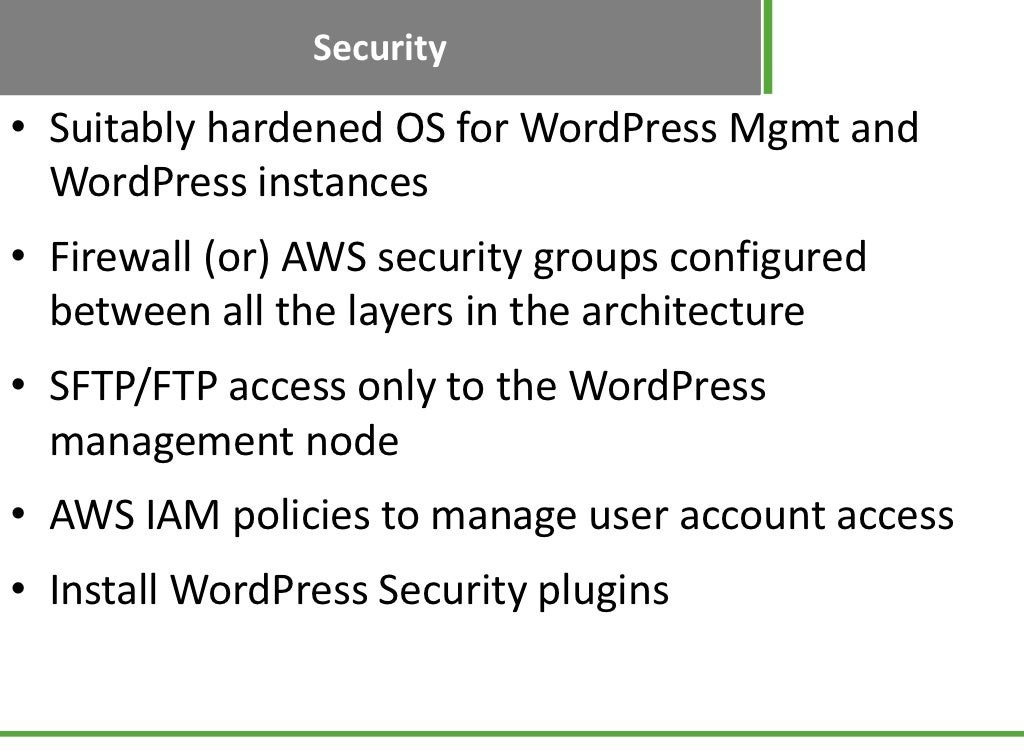 Security
• Suitably hardened OS for WordPress Mgmt and
WordPress instances
• Firewall (or) AWS security groups configured
between all the layers in the architecture
• SFTP/FTP access only to the WordPress
management node
• AWS IAM policies to manage user account access
• Install WordPress Security plugins